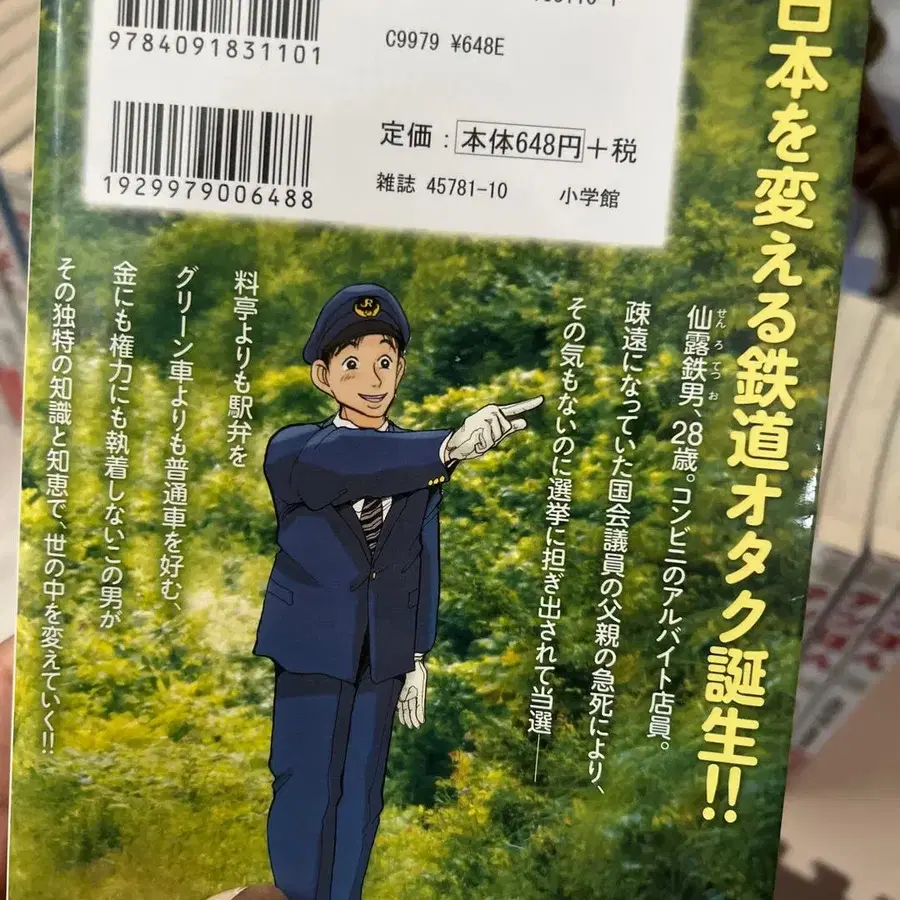 9784091831101
C9979 ¥648E
1929979006488
定価：本体648円＋税
雑誌 45781-10
小学館
日本を変える鉄道オタク誕生!!
仙露鉄男、28歳。コンビニのアルバイト店員。
せんろてつお
疎遠になっていた国会議員の父親の急死により、
その気もないのに選挙に担ぎ出されて当選——
料亭よりも駅弁を
グリーン車よりも普通車を好む、
金にも権力にも執着しないこの男が
その独特の知識と知恵で、世の中を変えていく!!
JR